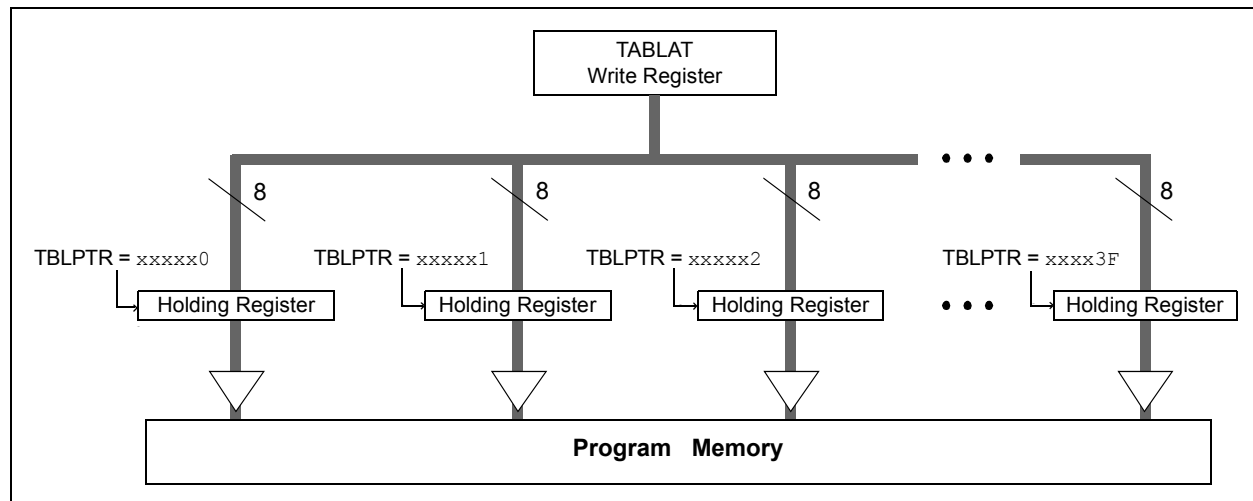 TABLAT
Write Register
• • •
8
8
8
8
TBLPTR = xxxxx0
TBLPTR = xxxxx1
TBLPTR = xxxxx2
TBLPTR = xxxx3F
Holding Register
Holding Register
Holding Register
• • •
Holding Register
Program Memory